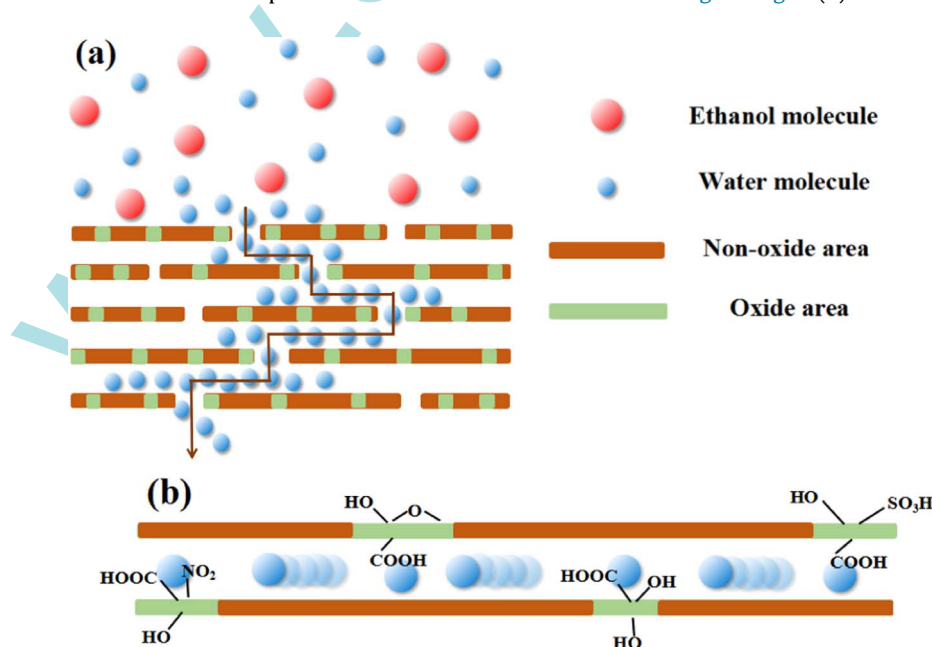 (a)
Ethanol molecule
Water molecule
Non-oxide area
Oxide area
(b)
HO
O
COOH
HO
SO₃H
COOH
HOOC
NO₂
HO
HOOC
OH
HO